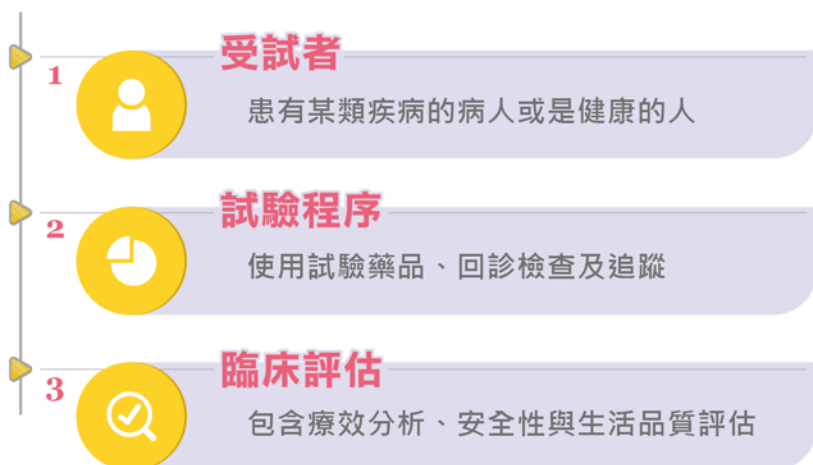 1
受試者
患有某類疾病的病人或是健康的人
2
試驗程序
使用試驗藥品、回診檢查及追蹤
3
臨床評估
包含療效分析、安全性與生活品質評估